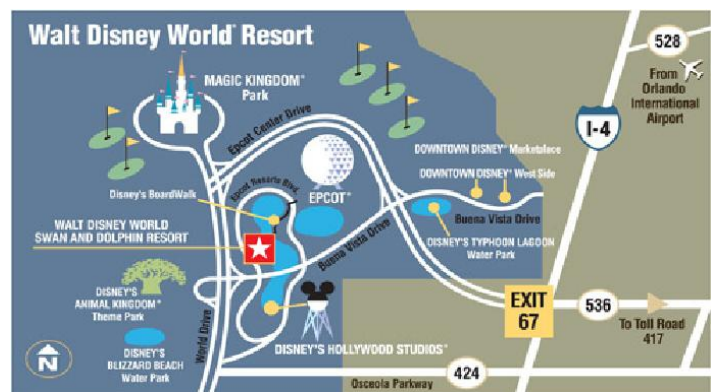 Walt Disney World® Resort
528
From
Orlando
International
Airport
MAGIC KINGDOM®
Park
I-4
Epcot Center Drive
DOWNTOWN DISNEY® Marketplace
DOWNTOWN DISNEY® West Side
Disney's BoardWalk
Epcot Resorts Blvd.
EPCOT®
Buena Vista Drive
WALT DISNEY WORLD
SWAN AND DOLPHIN RESORT
Buena Vista Drive
DISNEY'S TYPHOON LAGOON
Water Park
DISNEY'S
ANIMAL KINGDOM®
Theme Park
EXIT
67
536
To Toll Road
417
World Drive
N
DISNEY'S
BLIZZARD BEACH
Water Park
DISNEY'S HOLLYWOOD STUDIOS®
424
Osceola Parkway